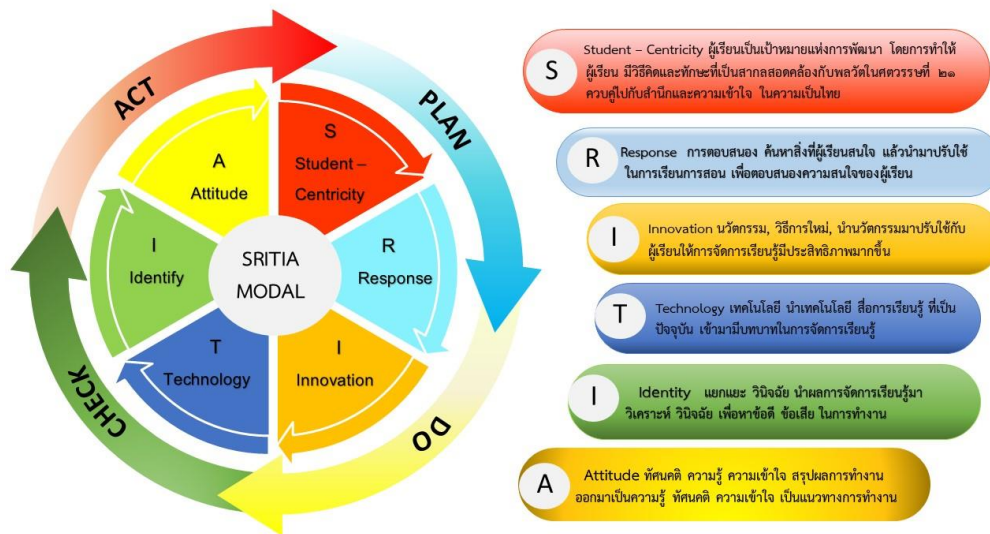 ACT
PLAN
DO
CHECK
S
Student –
Centricity
R
Response
I
Innovation
T
Technology
I
Identify
A
Attitude
SRITIA
MODAL
S
Student – Centricity ผู้เรียนเป็นเป้าหมายแห่งการพัฒนา โดยการทำให้
ผู้เรียน มีวิธีคิดและทักษะที่เป็นสากลสอดคล้องกับพลวัตในศตวรรษที่ ๒๑
ควบคู่ไปกับสำนึกและความเข้าใจ ในความเป็นไทย
R
Response การตอบสนอง ค้นหาสิ่งที่ผู้เรียนสนใจ แล้วนำมาปรับใช้
ในการเรียนการสอน เพื่อตอบสนองความสนใจของผู้เรียน
I
Innovation นวัตกรรม, วิธีการใหม่, นำนวัตกรรมมาปรับใช้กับ
ผู้เรียนให้การจัดการเรียนรู้มีประสิทธิภาพมากขึ้น
T
Technology เทคโนโลยี นำเทคโนโลยี สื่อการเรียนรู้ ที่เป็น
ปัจจุบัน เข้ามามีบทบาทในการจัดการเรียนรู้
I
Identity แยกแยะ วินิจฉัย นำผลการจัดการเรียนรู้มา
วิเคราะห์ วินิจฉัย เพื่อหาข้อดี ข้อเสีย ในการทำงาน
A
Attitude ทัศนคติ ความรู้ ความเข้าใจ สรุปผลการทำงาน
ออกมาเป็นความรู้ ทัศนคติ ความเข้าใจ เป็นแนวทางการทำงาน